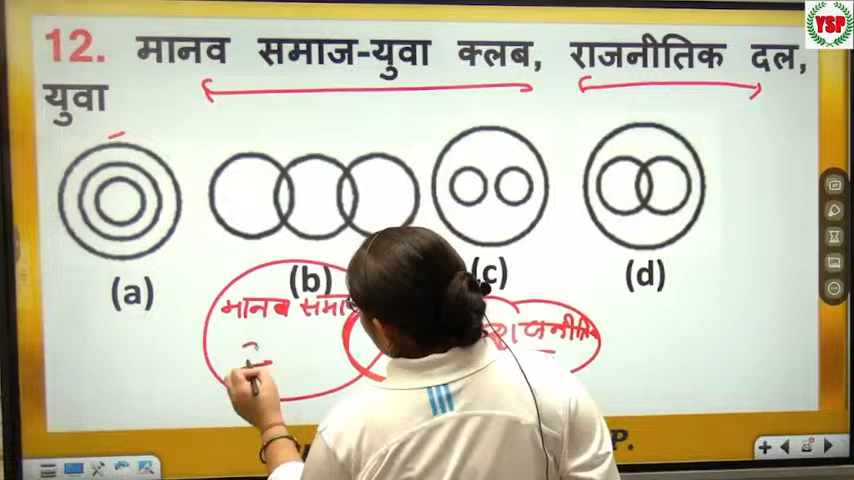 YSP
12. मानव समाज-युवा क्लब, राजनीतिक दल,
युवा
(a) (b) (c) (d)
मानव समा
राजनीतिक
P.